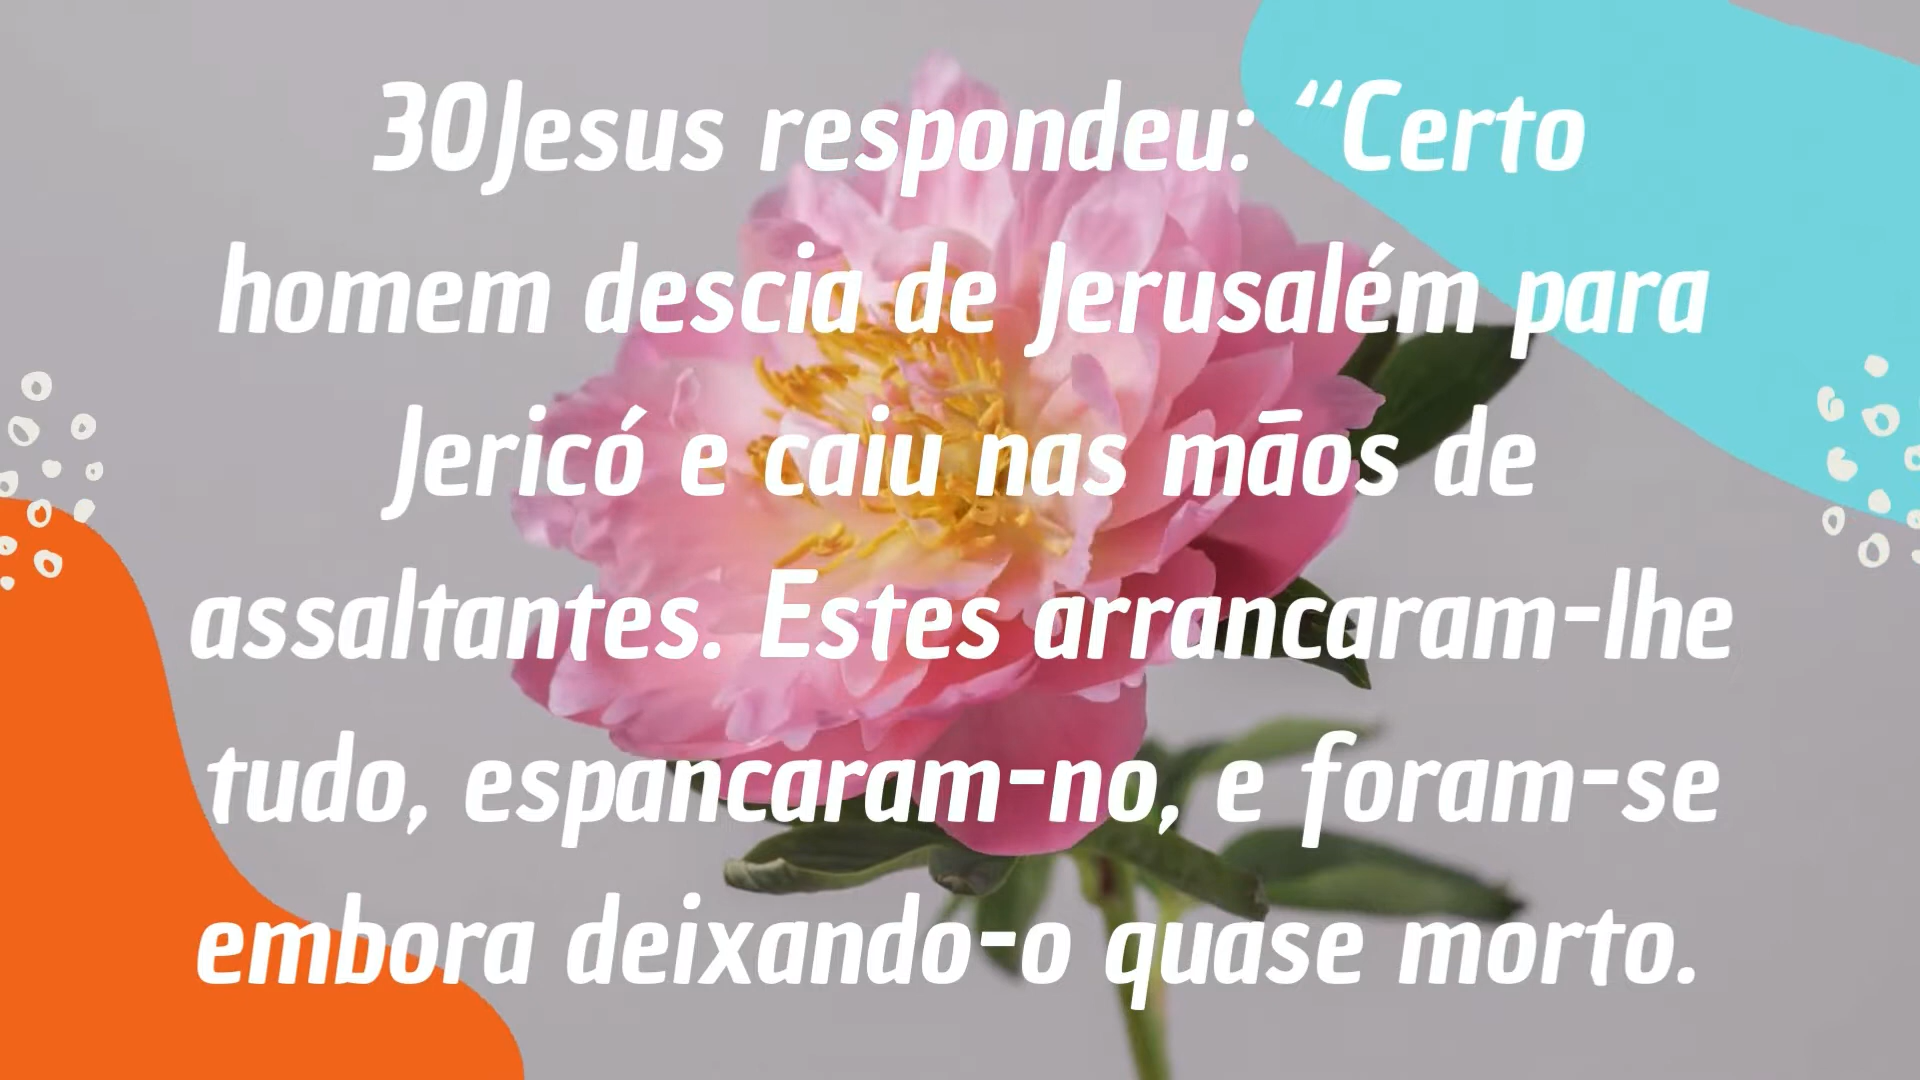 30Jesus respondeu: “Certo
homem descia de Jerusalém para
Jericó e caiu nas mãos de
assaltantes. Estes arrancaram-lhe
tudo, espancaram-no, e foram-se
embora deixando-o quase morto.